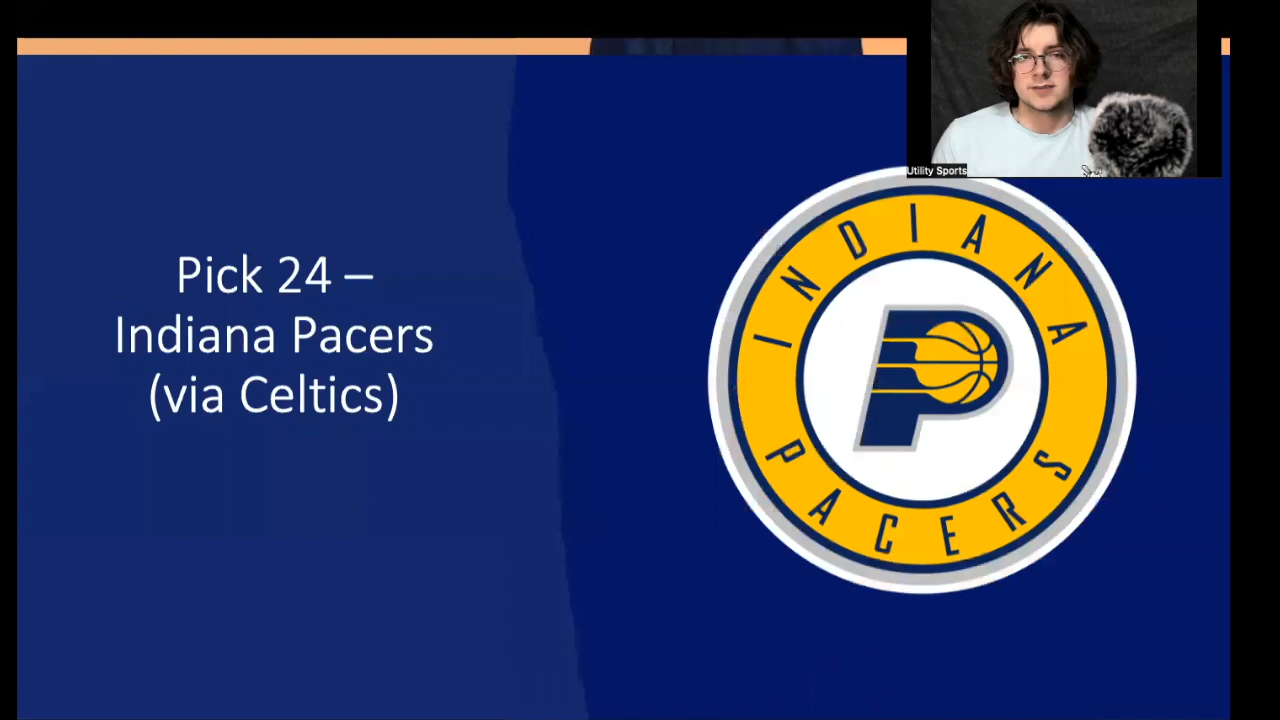 Utility Sports
Pick 24 –
Indiana Pacers
(via Celtics)
INDIANA
PACERS